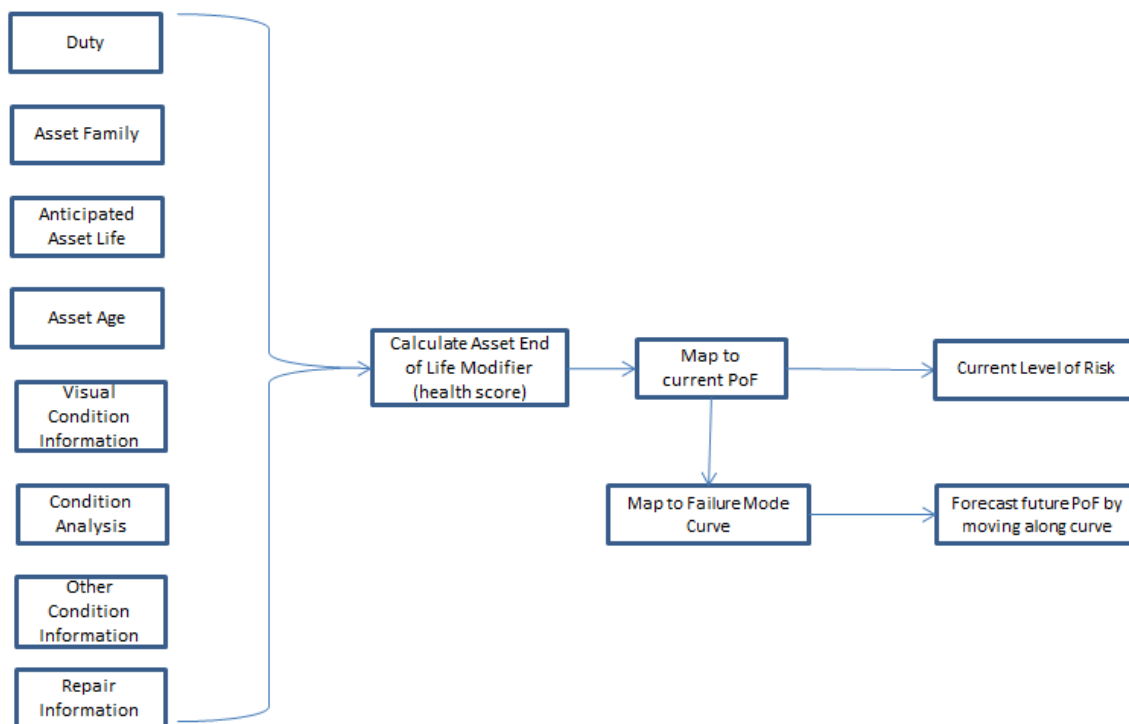 Duty
Asset Family
Anticipated
Asset Life
Asset Age
Visual
Condition
Information
Condition
Analysis
Other
Condition
Information
Repair
Information
Calculate Asset End
of Life Modifier
(health score)
Map to
current PoF
Current Level of Risk
Map to Failure Mode
Curve
Forecast future PoF by
moving along curve